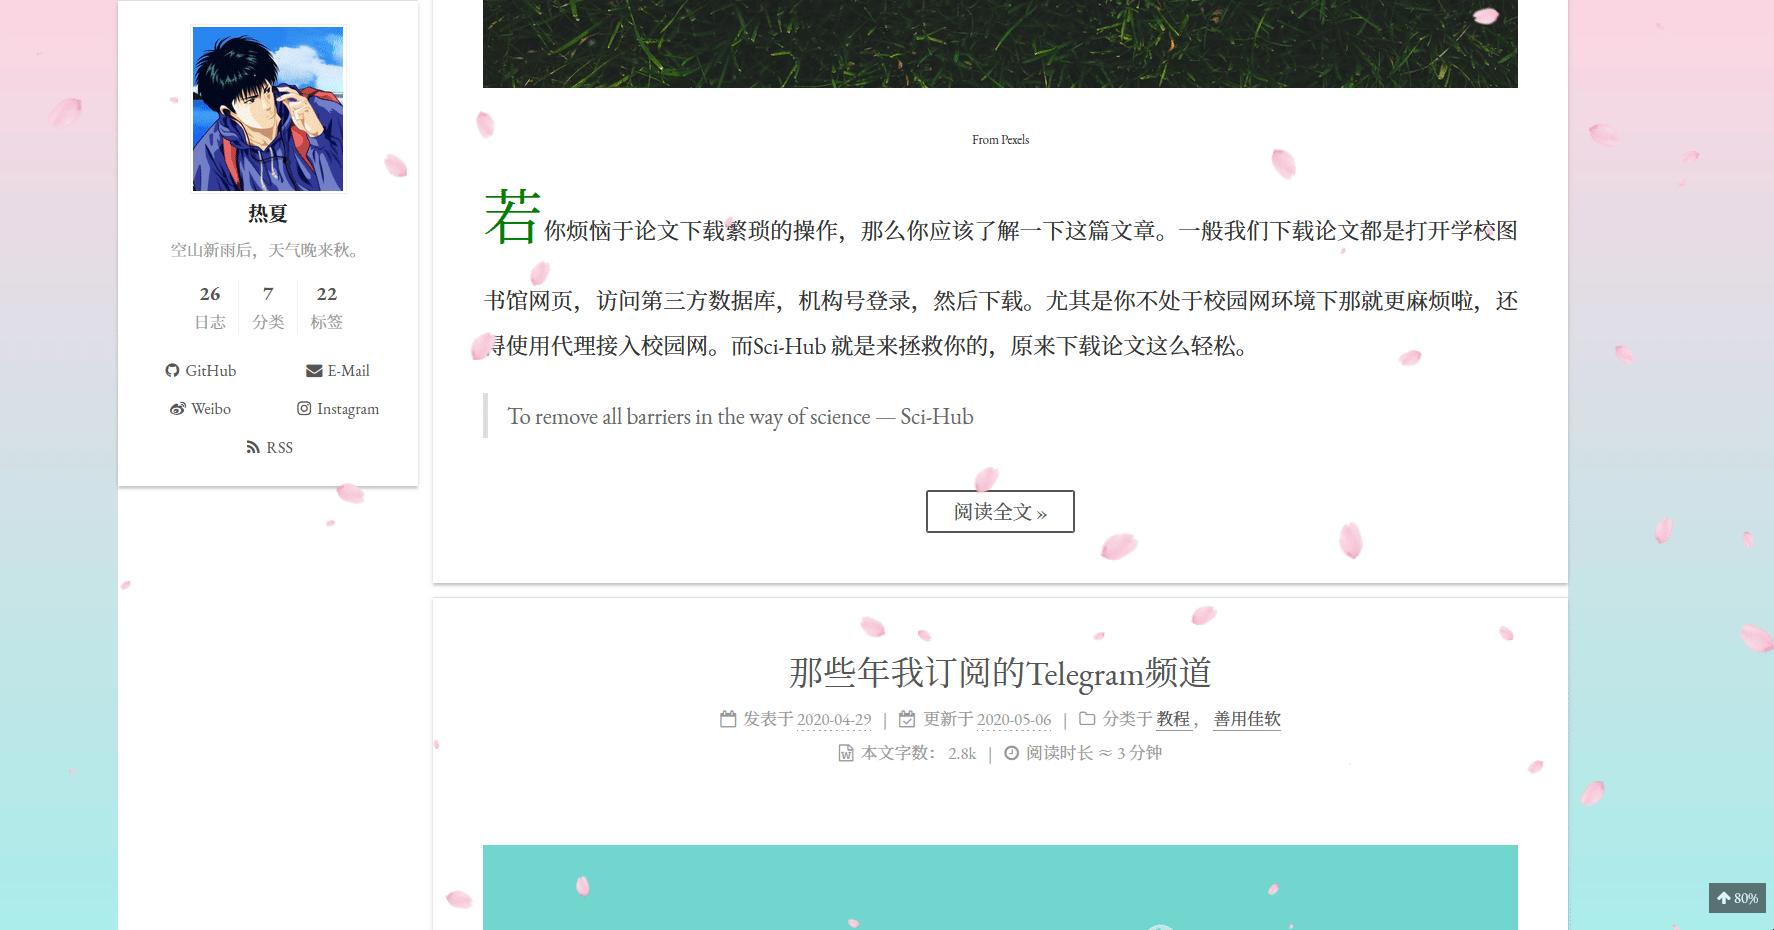 热夏
空山新雨后，天气晚来秋。
26 7 22
日志 分类 标签
GitHub E-Mail
Weibo Instagram
RSS
From Pexels
若你烦恼于论文下载繁琐的操作，那么你应该了解一下这篇文章。一般我们下载论文都是打开学校图
书馆网页，访问第三方数据库，机构号登录，然后下载。尤其是你不处于校园网环境下那就更麻烦啦，还
得使用代理接入校园网。而Sci-Hub 就是来拯救你的，原来下载论文这么轻松。
To remove all barriers in the way of science — Sci-Hub
阅读全文 »
那些年我订阅的Telegram频道
发表于 2020-04-29 | 更新于 2020-05-06 | 分类于 教程， 善用佳软
本文字数： 2.8k | 阅读时长 ≈ 3 分钟
80%